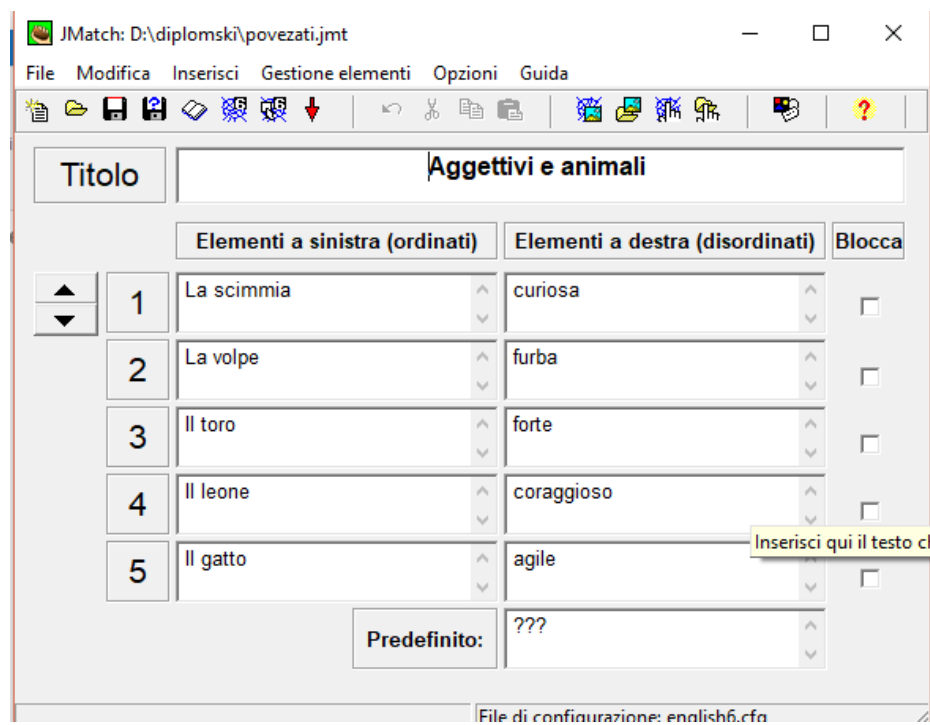 JMatch: D:\diplomski\povezati.jmt
File Modifica Inserisci Gestione elementi Opzioni Guida
Titolo Aggettivi e animali
Elementi a sinistra (ordinati) Elementi a destra (disordinati) Blocca
1 La scimmia curiosa
2 La volpe furba
3 Il toro forte
4 Il leone coraggioso
Inserisci qui il testo
5 Il gatto agile
Predefinito: ???
File di configurazione: english6.cfg